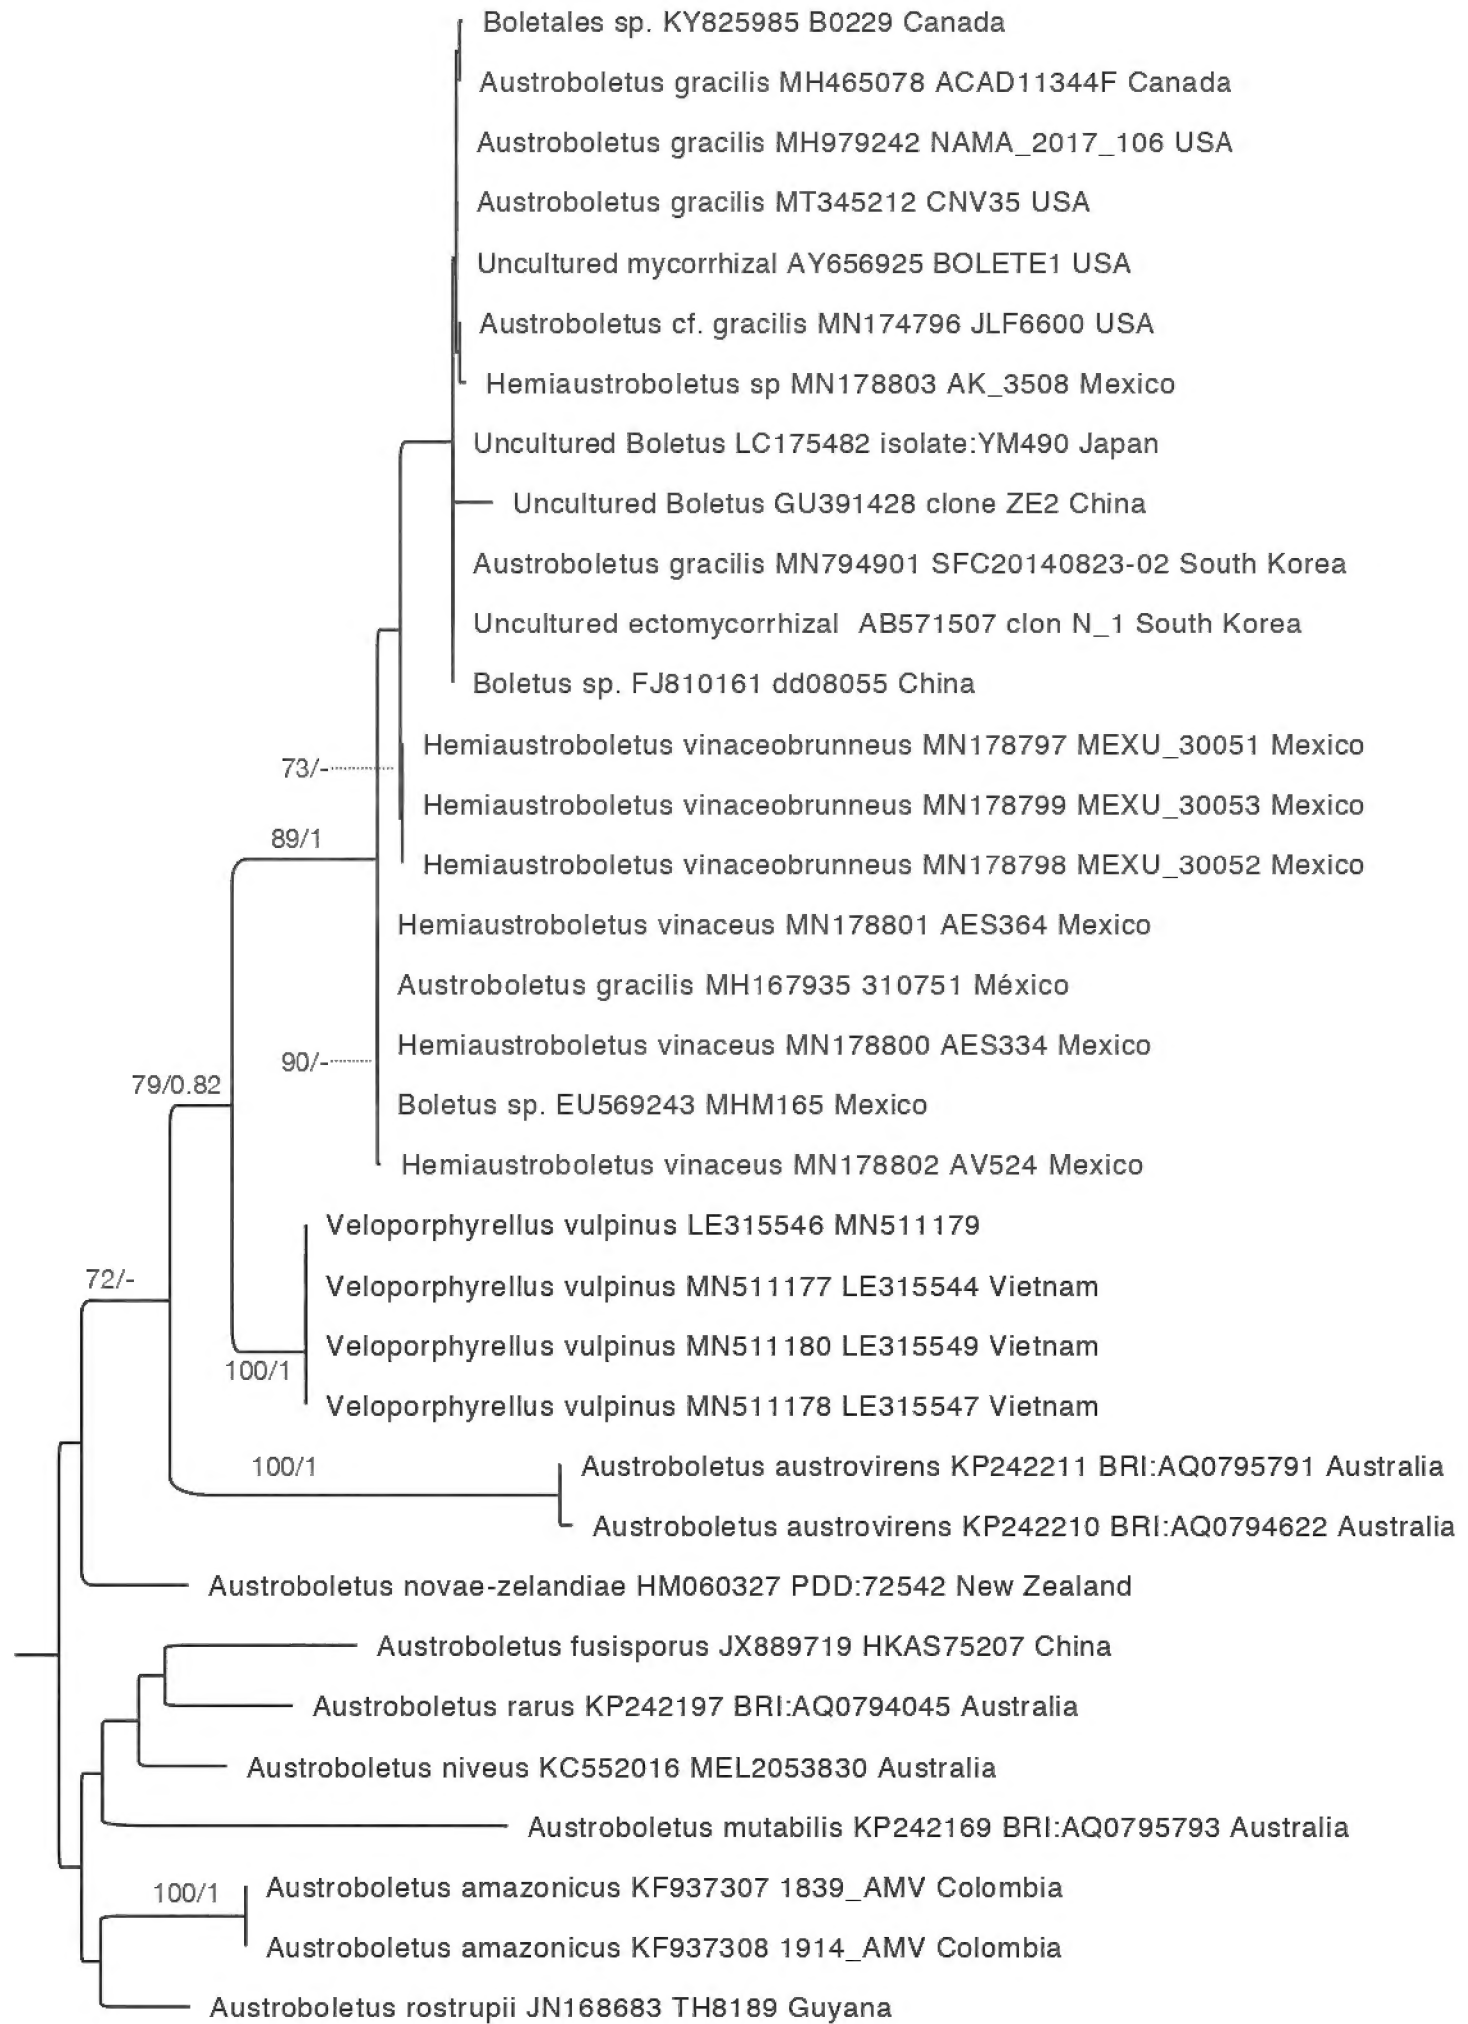 Boletales sp. KY825985 B0229 Canada
Austroboletus gracilis MH465078 ACAD11344F Canada
Austroboletus gracilis MH979242 NAMA_2017_106 USA
Austroboletus gracilis MT345212 CNV35 USA
Uncultured mycorrhizal AY656925 BOLETE1 USA
Austroboletus cf. gracilis MN174796 JLF6600 USA
Hemiaustroboletus sp MN178803 AK_3508 Mexico
Uncultured Boletus LC175482 isolate:YM490 Japan
Uncultured Boletus GU391428 clone ZE2 China
Austroboletus gracilis MN794901 SFC20140823-02 South Korea
Uncultured ectomycorrhizal AB571507 clon N_1 South Korea
Boletus sp. FJ810161 dd08055 China
Hemiaustroboletus vinaceobrunneus MN178797 MEXU_30051 Mexico
73/-
Hemiaustroboletus vinaceobrunneus MN178799 MEXU_30053 Mexico
89/1
Hemiaustroboletus vinaceobrunneus MN178798 MEXU_30052 Mexico
Hemiaustroboletus vinaceus MN178801 AES364 Mexico
Austroboletus gracilis MH167935 310751 México
Hemiaustroboletus vinaceus MN178800 AES334 Mexico
90/-
79/0.82
Boletus sp. EU569243 MHM165 Mexico
Hemiaustroboletus vinaceus MN178802 AV524 Mexico
Veloporphyrellus vulpinus LE315546 MN511179
72/-
Veloporphyrellus vulpinus MN511177 LE315544 Vietnam
Veloporphyrellus vulpinus MN511180 LE315549 Vietnam
100/1
Veloporphyrellus vulpinus MN511178 LE315547 Vietnam
100/1
Austroboletus austrovirens KP242211 BRI:AQ0795791 Australia
Austroboletus austrovirens KP242210 BRI:AQ0794622 Australia
Austroboletus novae-zelandiae HM060327 PDD:72542 New Zealand
Austroboletus fusisporus JX889719 HKAS75207 China
Austroboletus rarus KP242197 BRI:AQ0794045 Australia
Austroboletus niveus KC552016 MEL2053830 Australia
Austroboletus mutabilis KP242169 BRI:AQ0795793 Australia
100/1
Austroboletus amazonicus KF937307 1839_AMV Colombia
Austroboletus amazonicus KF937308 1914_AMV Colombia
Austroboletus rostrupii JN168683 TH8189 Guyana